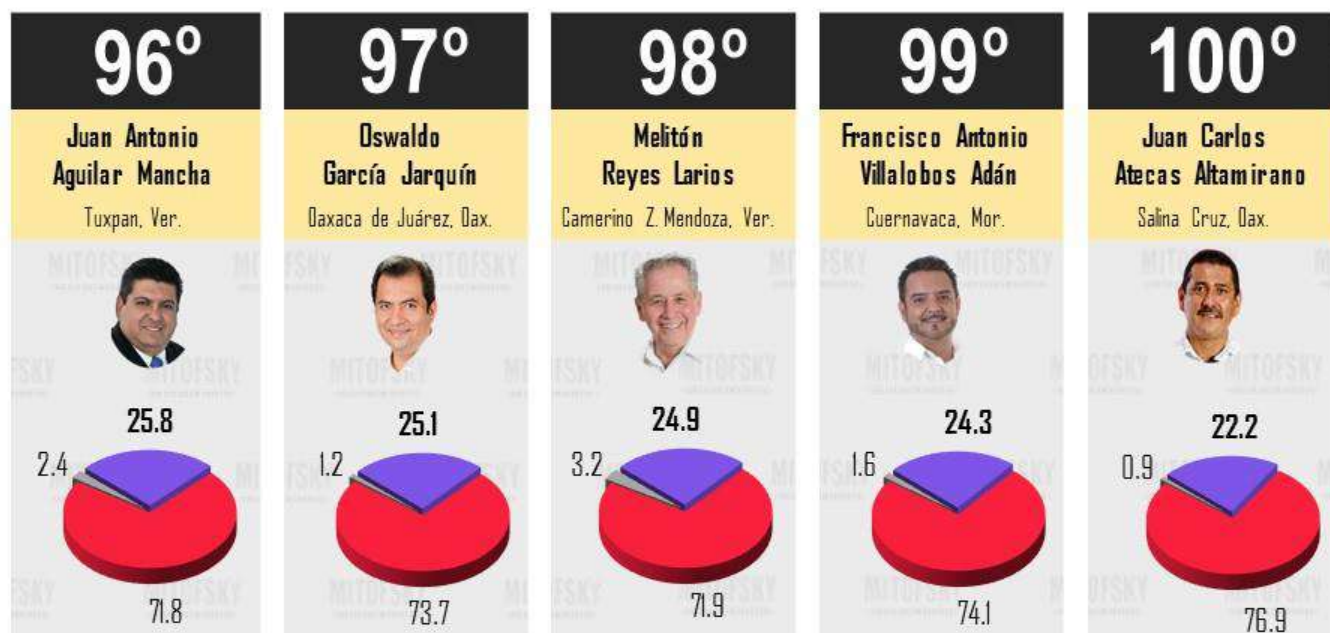 96º
Juan Antonio
Aguilar Mancha
Tuxpan, Ver.
25.8
2.4
71.8
97º
Oswaldo
García Jarquín
Oaxaca de Juárez, Oax.
25.1
1.2
73.7
98º
Melitón
Reyes Larios
Camerino Z. Mendoza, Ver.
24.9
3.2
71.9
99º
Francisco Antonio
Villalobos Adán
Cuernavaca, Mor.
24.3
1.6
74.1
100º
Juan Carlos
Atecas Altamirano
Salina Cruz, Oax.
22.2
0.9
76.9
MITOFSKY